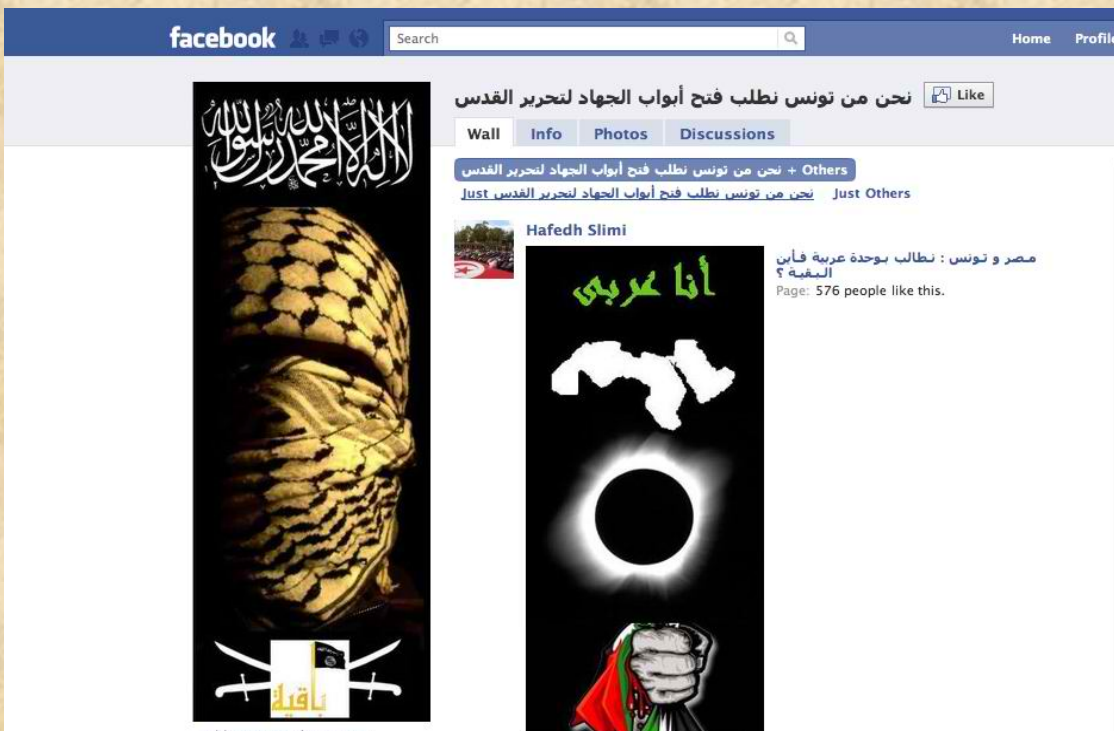 facebook
Search
Home Profile
لا اله الا الله محمد رسول الله
نحن من تونس نطلب فتح أبواب الجهاد لتحرير القدس
Like
Wall Info Photos Discussions
نحن من تونس نطلب فتح أبواب الجهاد لتحرير القدس + Others
Just نحن من تونس نطلب فتح أبواب الجهاد لتحرير القدس Just Others
Hafedh Slimi
أنا عربي
مصر و تونس : نطالب بوحدة عربية فأين
البقية ؟
Page: 576 people like this.
باقية